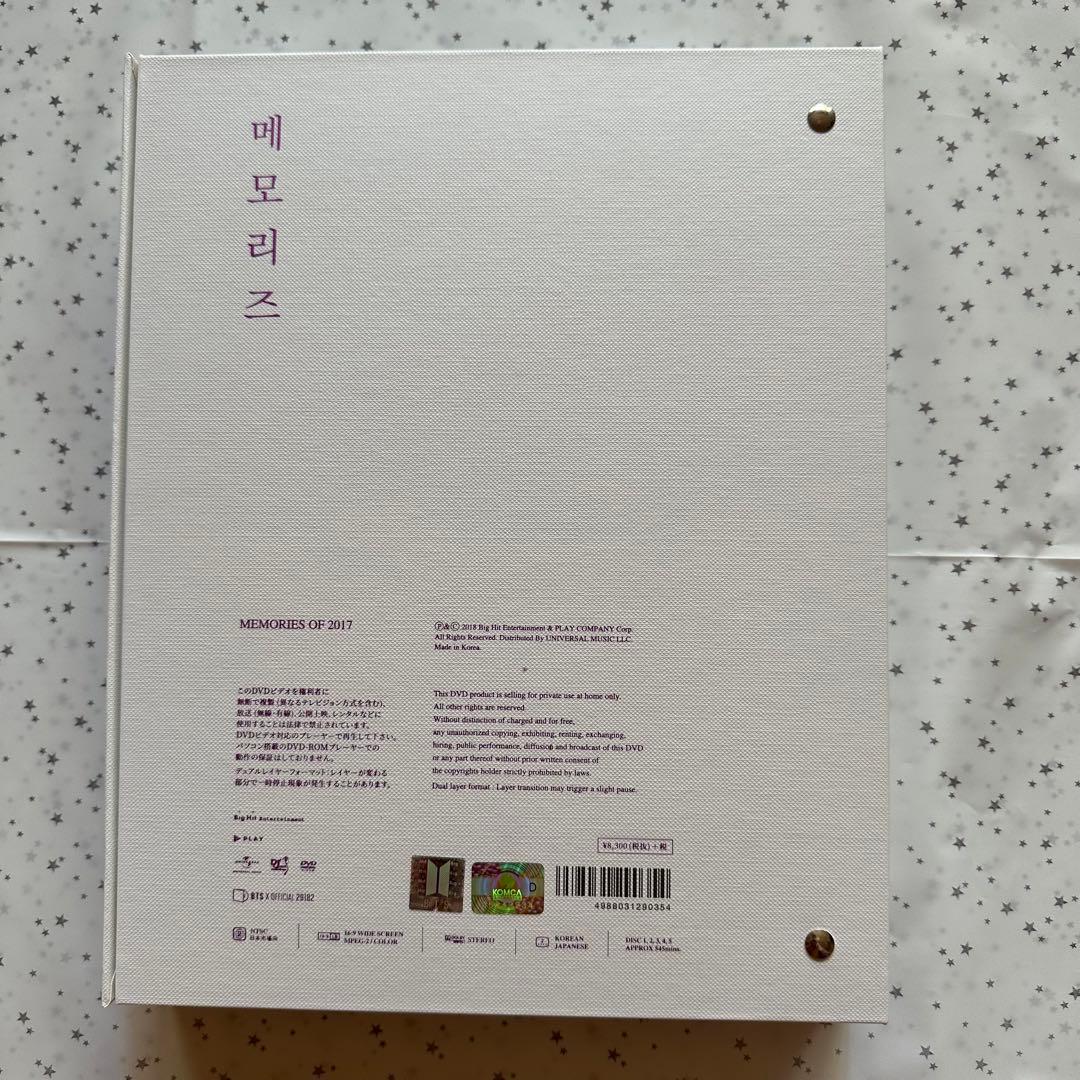 메모리즈
MEMORIES OF 2017
Ⓟ&Ⓒ 2018 Big Hit Entertainment & PLAY COMPANY Corp.
All Rights Reserved. Distributed By UNIVERSAL MUSIC LLC.
Made in Korea.
*
このDVDビデオを権利者に
無断で複製(異なるテレビジョン方式を含む)、
放送(無線・有線)、公開上映、レンタルなどに
使用することは法律で禁止されています。
DVDビデオ対応のプレーヤーで再生して下さい。
パソコン搭載のDVD-ROMプレーヤーでの
動作の保証はしておりません。
デュアルレイヤーフォーマット:レイヤーが変わる
部分で一時停止現象が発生することがあります。
This DVD product is selling for private use at home only.
All other rights are reserved.
Without distinction of charged and for free,
any unauthorized copying, exhibiting, renting, exchanging,
hiring, public performance, diffusion and broadcast of this DVD
or any part thereof without prior written consent of
the copyrights holder strictly prohibited by laws.
Dual layer format : Layer transition may trigger a slight pause.
Big Hit Entertainment
PLAY
DVD
BTS X OFFICIAL 29182
¥8,300(税抜)+税
BTS
KOMCA
D
4988031290354
NTSC
日本市場向
16:9 WIDE SCREEN
MPEG-2 / COLOR
DOLBY
STEREO
2
KOREAN
JAPANESE
DISC 1, 2, 3, 4, 5
APPROX 545mins.